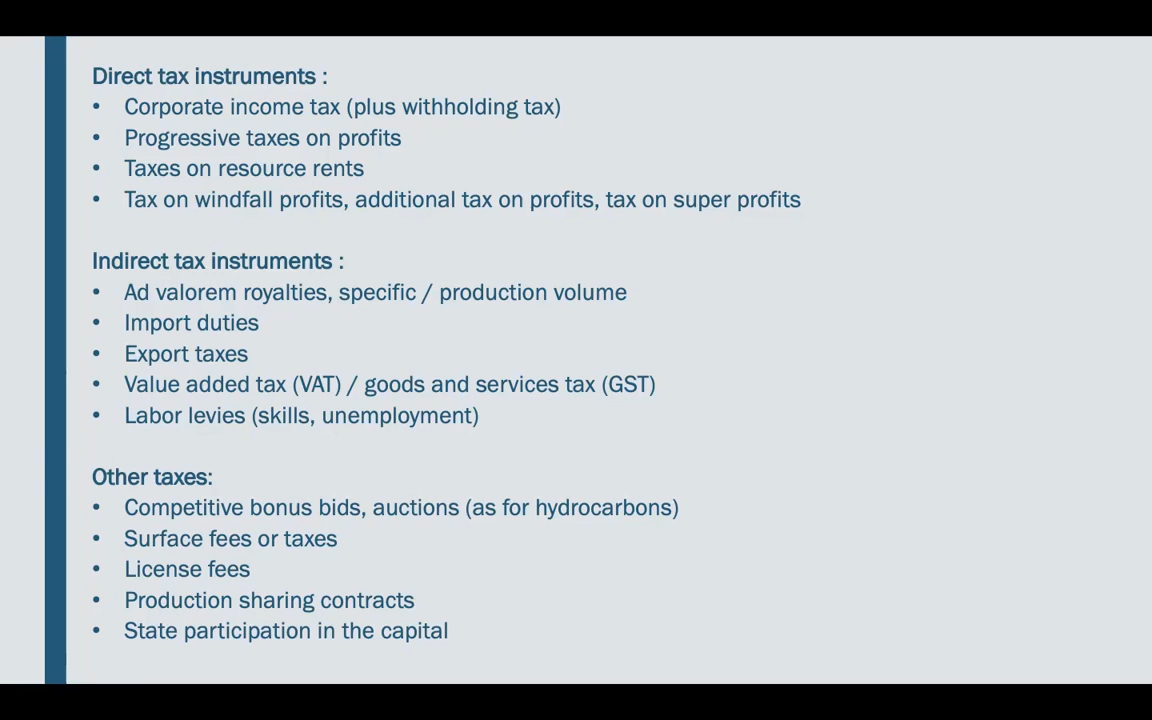 Direct tax instruments :
• Corporate income tax (plus withholding tax)
• Progressive taxes on profits
• Taxes on resource rents
• Tax on windfall profits, additional tax on profits, tax on super profits
Indirect tax instruments :
• Ad valorem royalties, specific / production volume
• Import duties
• Export taxes
• Value added tax (VAT) / goods and services tax (GST)
• Labor levies (skills, unemployment)
Other taxes:
• Competitive bonus bids, auctions (as for hydrocarbons)
• Surface fees or taxes
• License fees
• Production sharing contracts
• State participation in the capital